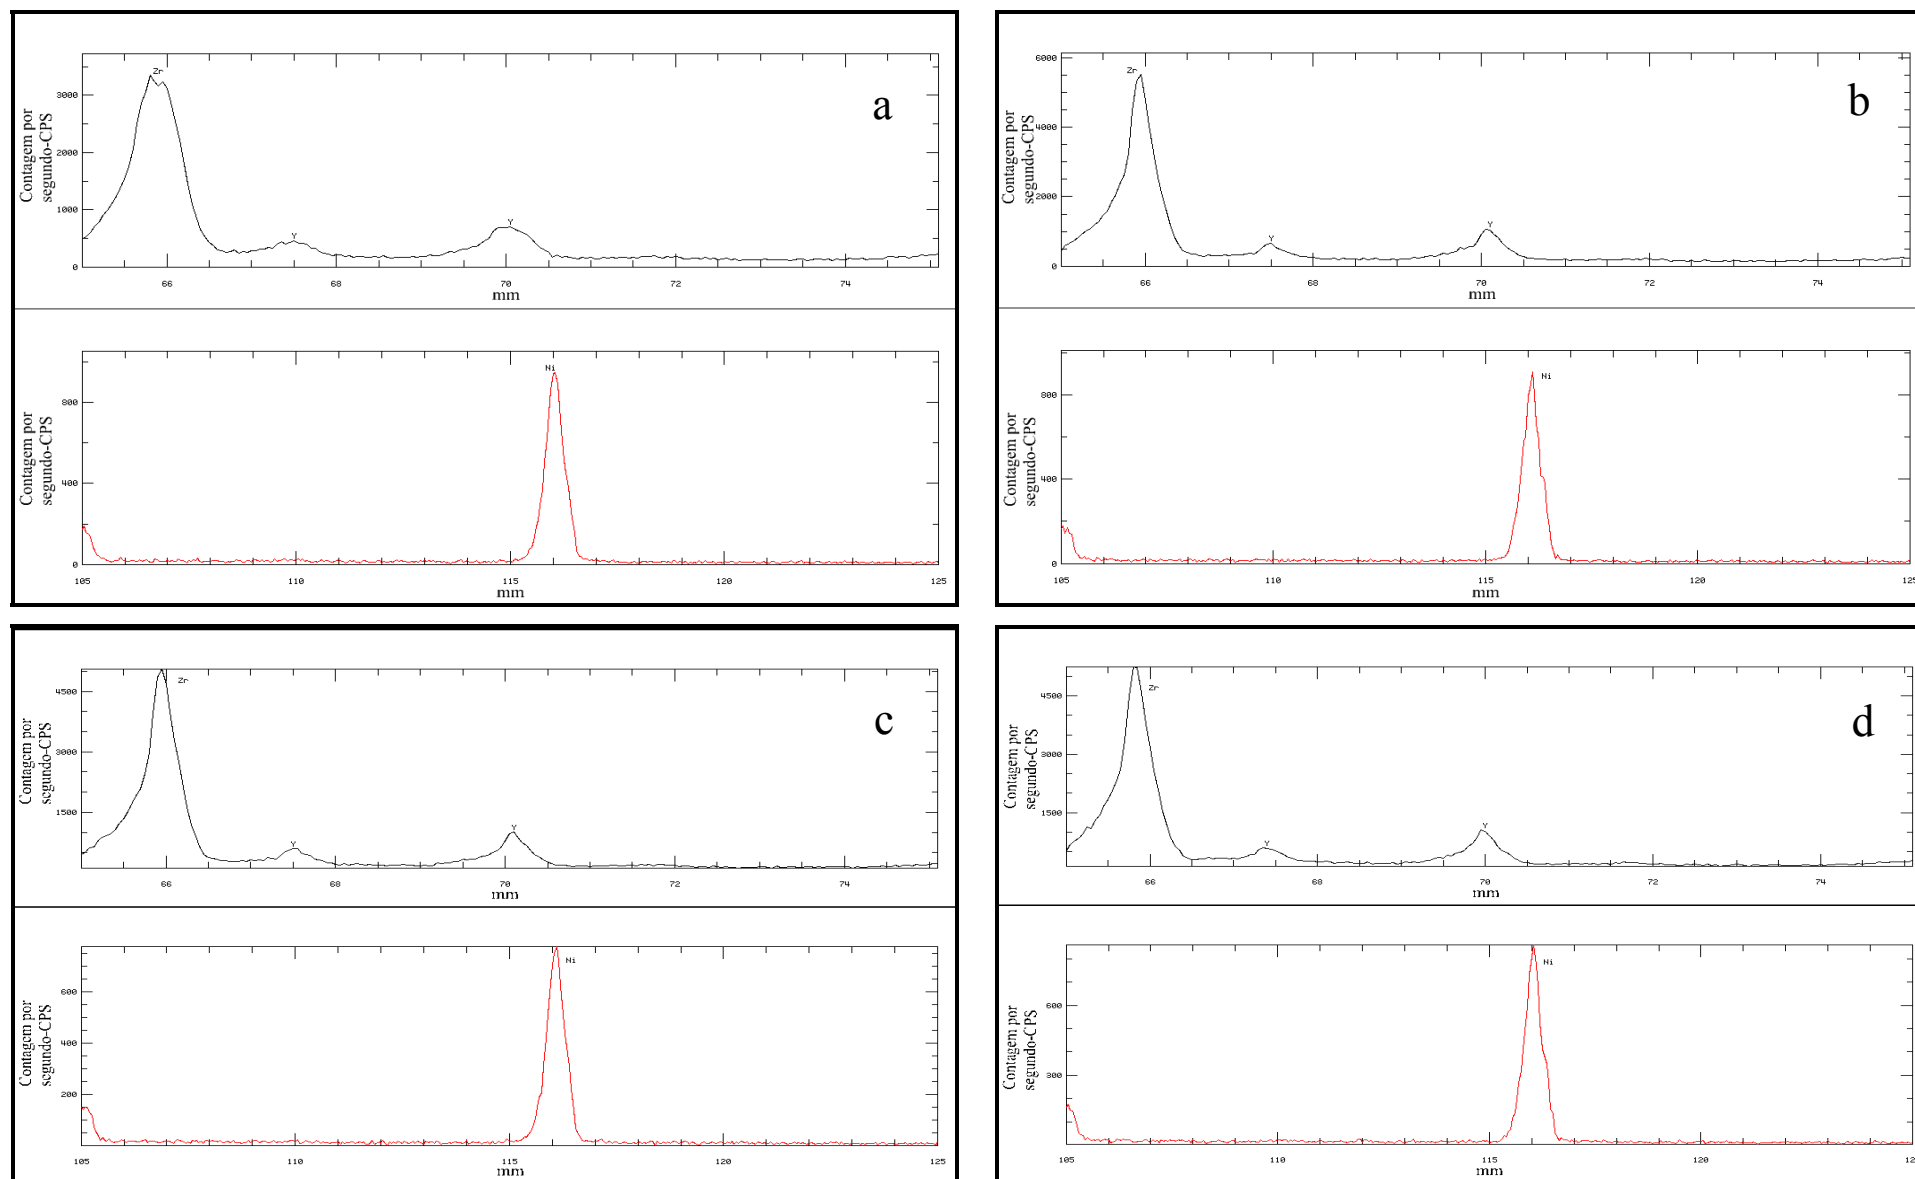 a
Zr
Y
Y
3000
2000
1000
0
Contagem por
segundo-CPS
66
68
70
72
74
mm
Ni
800
400
0
Contagem por
segundo-CPS
105
110
115
120
125
mm
b
Zr
Y
Y
6000
4000
2000
0
Contagem por
segundo-CPS
66
68
70
72
74
mm
Ni
800
400
0
Contagem por
segundo-CPS
105
110
115
120
125
mm
c
Zr
Y
Y
4500
3000
1500
Contagem por
segundo-CPS
66
68
70
72
74
mm
Ni
600
400
200
Contagem por
segundo-CPS
105
110
115
120
125
mm
d
Zr
Y
Y
4500
3000
1500
Contagem por
segundo-CPS
66
68
70
72
74
mm
Ni
600
300
Contagem por
segundo-CPS
105
110
115
120
12
mm